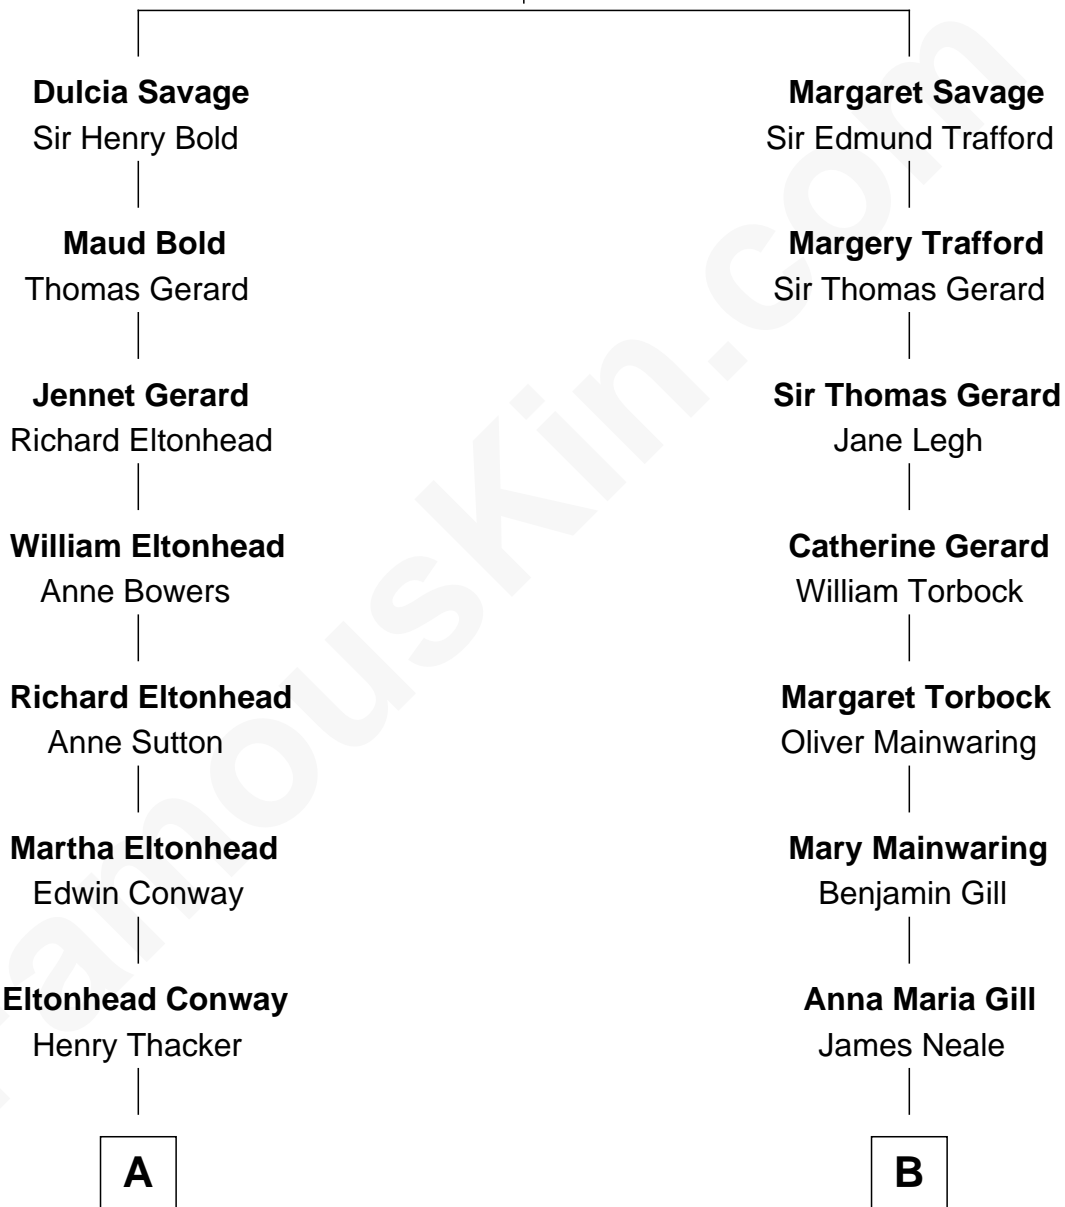 Dulcia Savage
Sir Henry Bold
Maud Bold
Thomas Gerard
Jennet Gerard
Richard Eltonhead
William Eltonhead
Anne Bowers
Richard Eltonhead
Anne Sutton
Martha Eltonhead
Edwin Conway
Eltonhead Conway
Henry Thacker
A
Margaret Savage
Sir Edmund Trafford
Margery Trafford
Sir Thomas Gerard
Sir Thomas Gerard
Jane Legh
Catherine Gerard
William Torbock
Margaret Torbock
Oliver Mainwaring
Mary Mainwaring
Benjamin Gill
Anna Maria Gill
James Neale
B
FamousKin.com